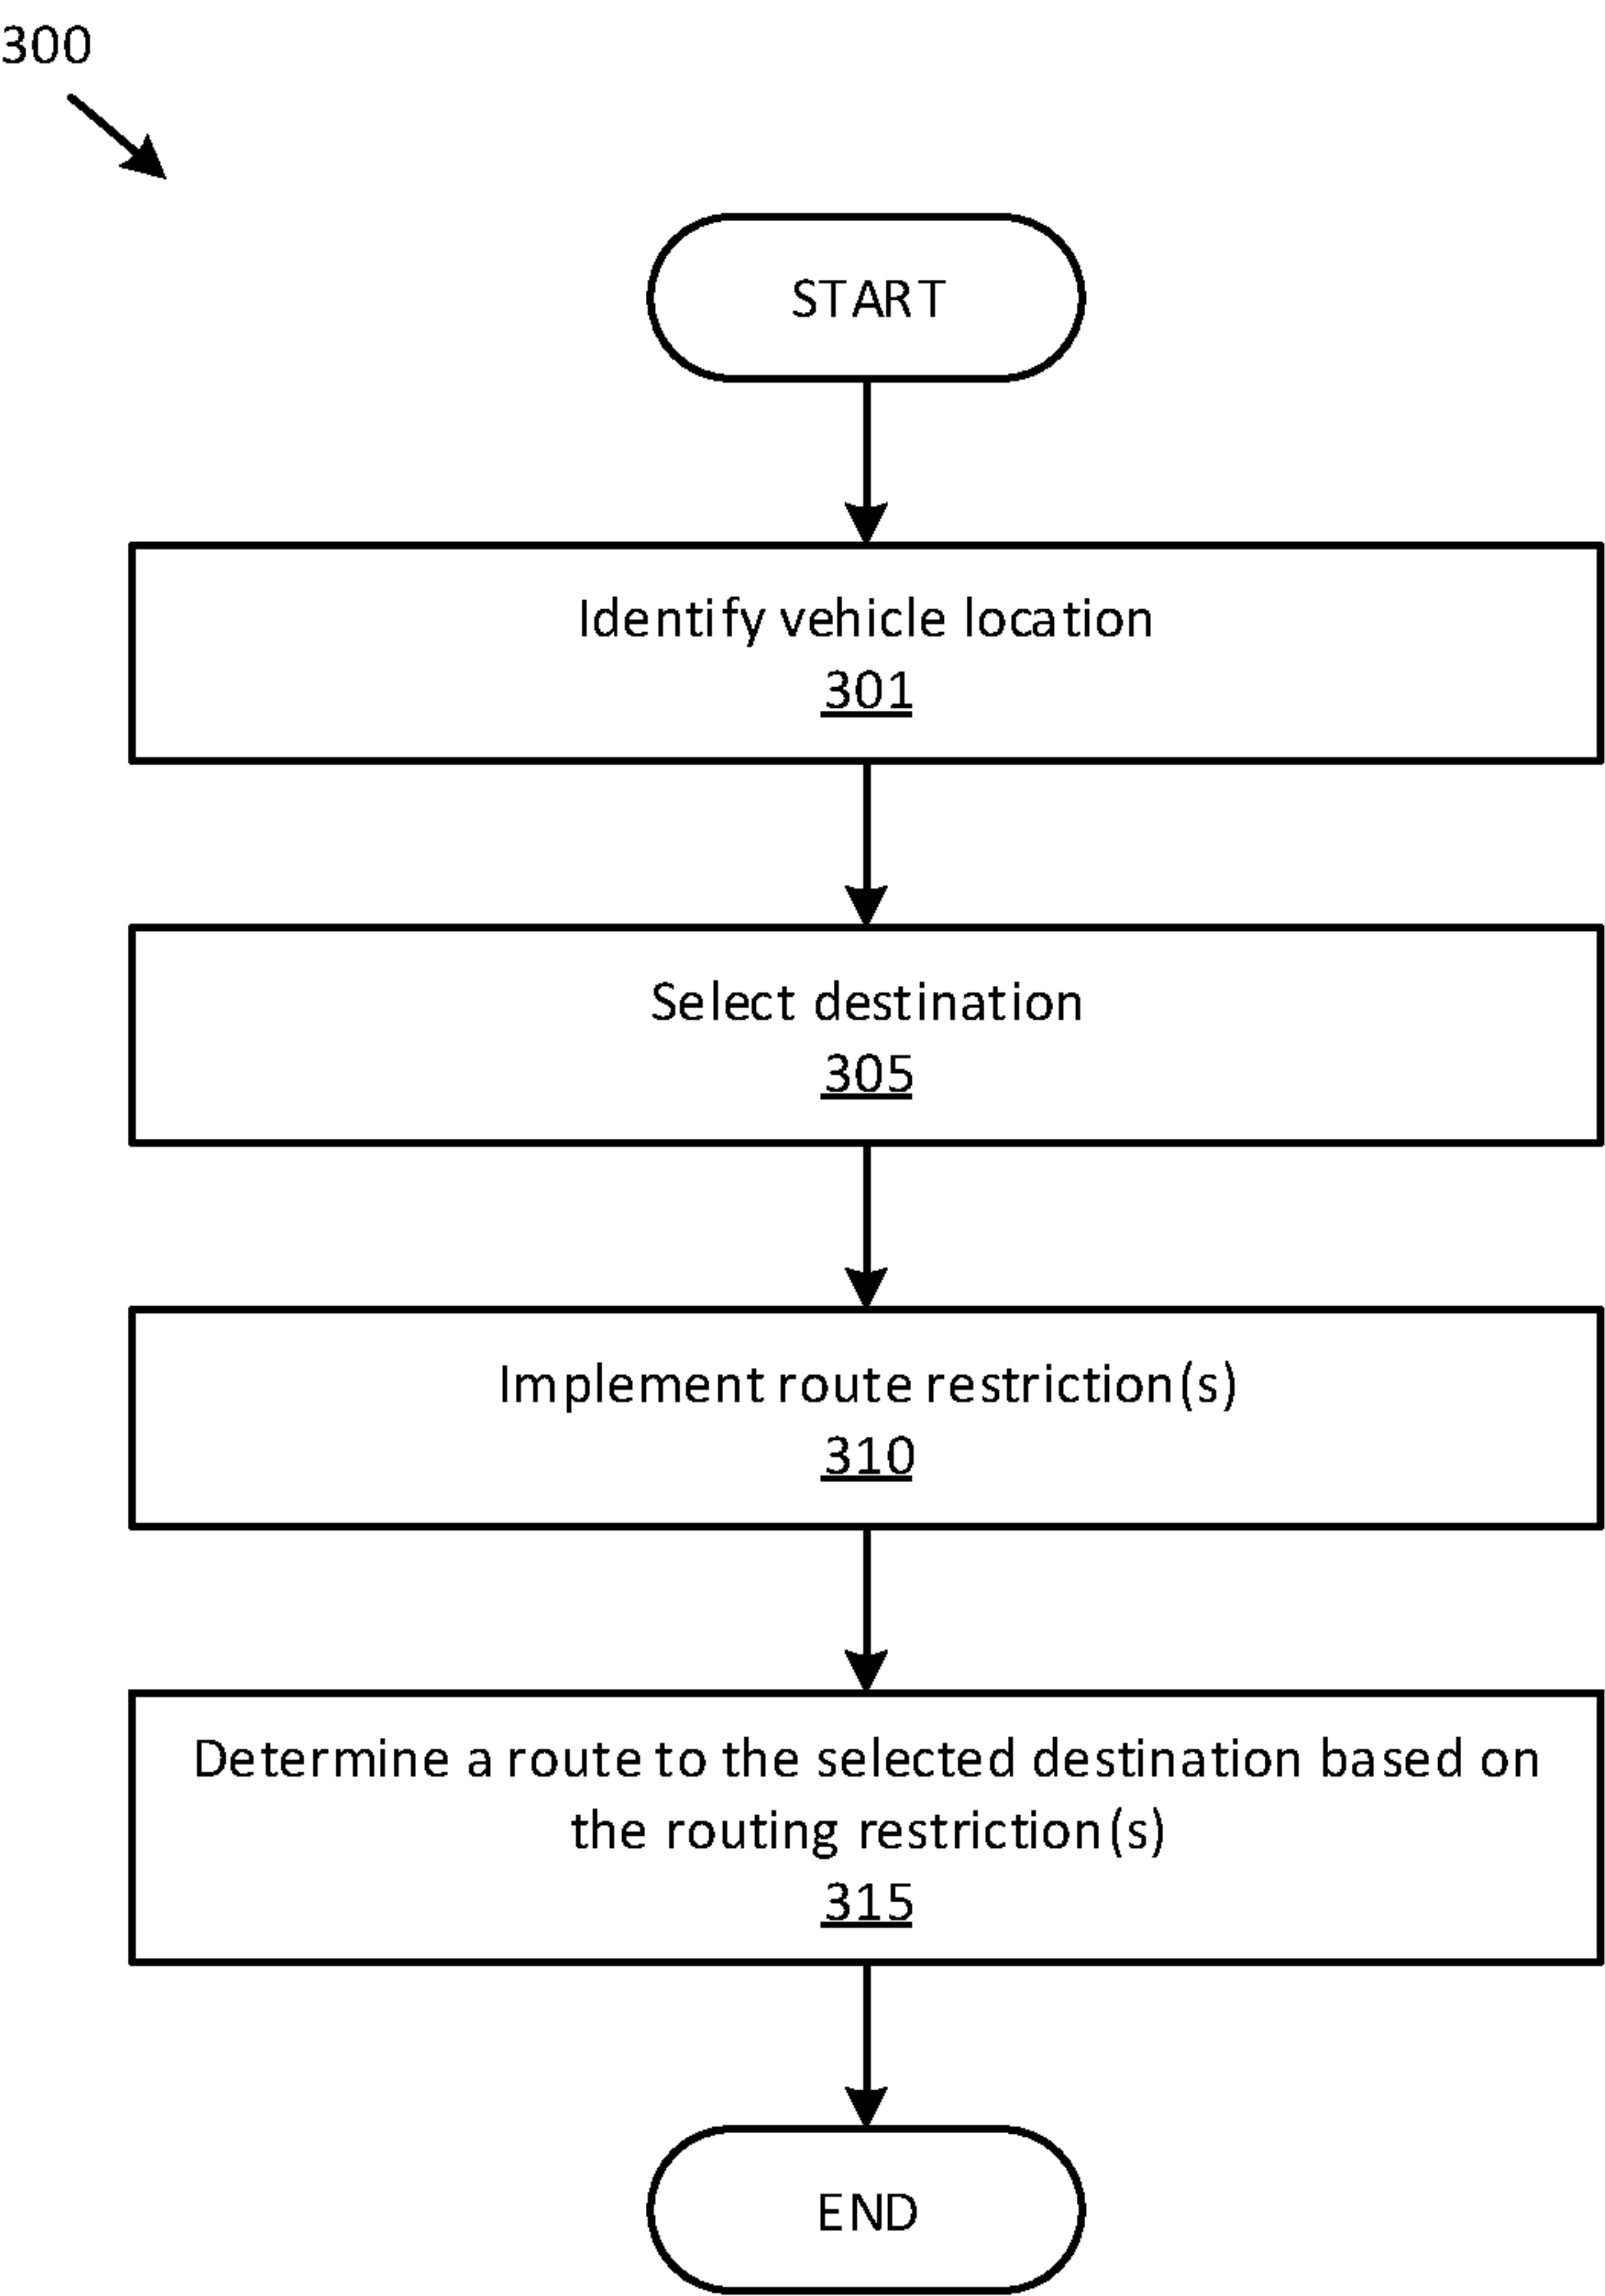 300
START
Identify vehicle location
301
Select destination
305
Implement route restriction(s)
310
Determine a route to the selected destination based on
the routing restriction(s)
315
END